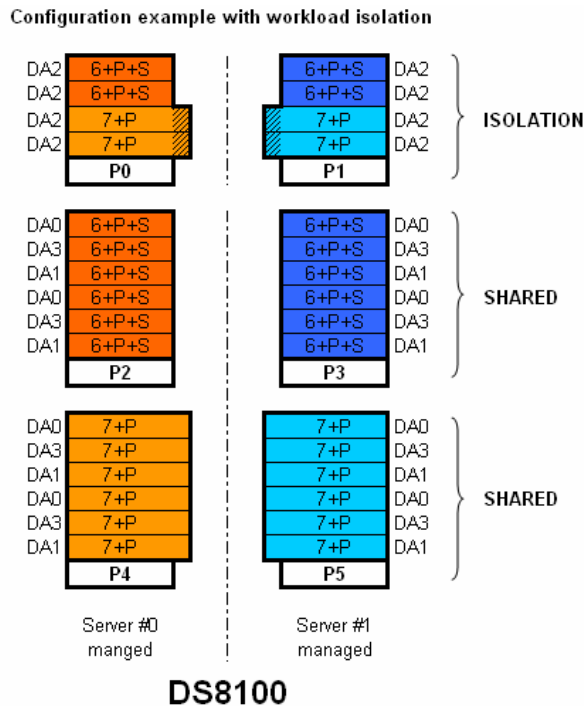 Configuration example with workload isolation
DA2 6+P+S 6+P+S DA2
DA2 6+P+S 6+P+S DA2
DA2 7+P 7+P DA2
DA2 7+P 7+P DA2
P0 P1
ISOLATION
DA0 6+P+S 6+P+S DA0
DA3 6+P+S 6+P+S DA3
DA1 6+P+S 6+P+S DA1
DA0 6+P+S 6+P+S DA0
DA3 6+P+S 6+P+S DA3
DA1 6+P+S 6+P+S DA1
P2 P3
SHARED
DA0 7+P 7+P DA0
DA3 7+P 7+P DA3
DA1 7+P 7+P DA1
DA0 7+P 7+P DA0
DA3 7+P 7+P DA3
DA1 7+P 7+P DA1
P4 P5
SHARED
Server #0 Server #1
manged managed
DS8100